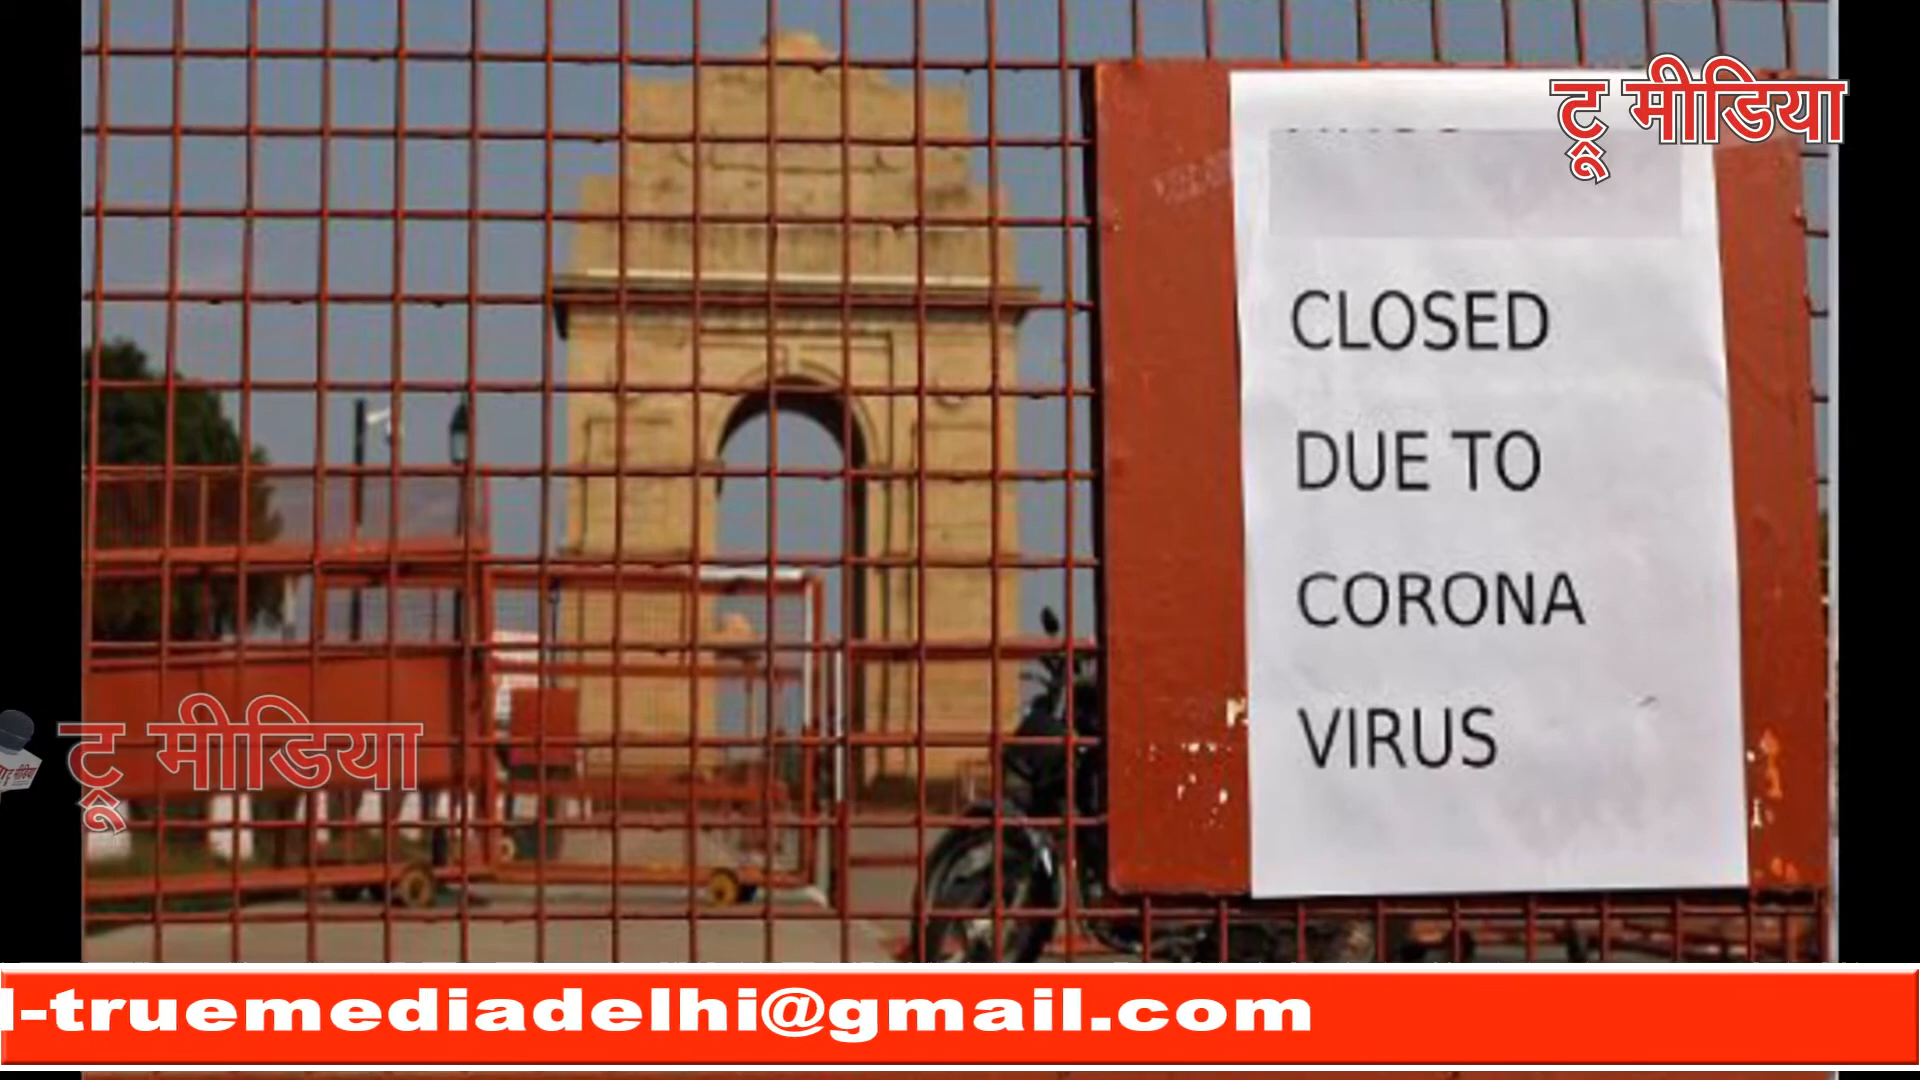 ट्रू मीडिया
CLOSED
DUE TO
CORONA
VIRUS
ट्रू मीडिया
l-truemediadelhi@gmail.com